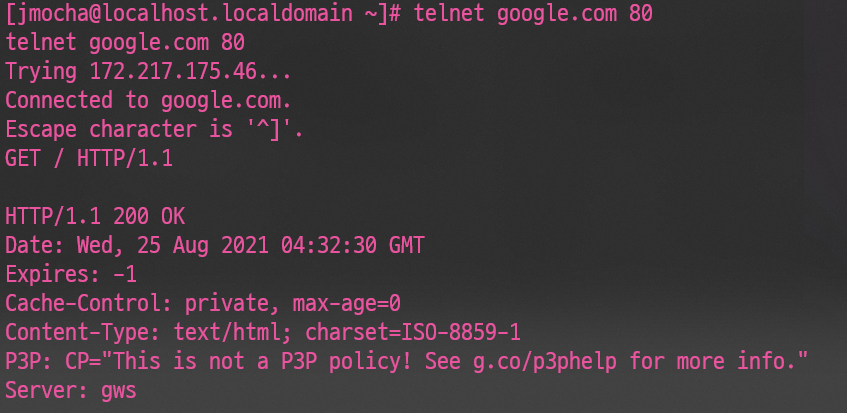 [jmocha@localhost.localdomain ~]# telnet google.com 80
telnet google.com 80
Trying 172.217.175.46...
Connected to google.com.
Escape character is '^]'.
GET / HTTP/1.1

HTTP/1.1 200 OK
Date: Wed, 25 Aug 2021 04:32:30 GMT
Expires: -1
Cache-Control: private, max-age=0
Content-Type: text/html; charset=ISO-8859-1
P3P: CP="This is not a P3P policy! See g.co/p3phelp for more info."
Server: gws